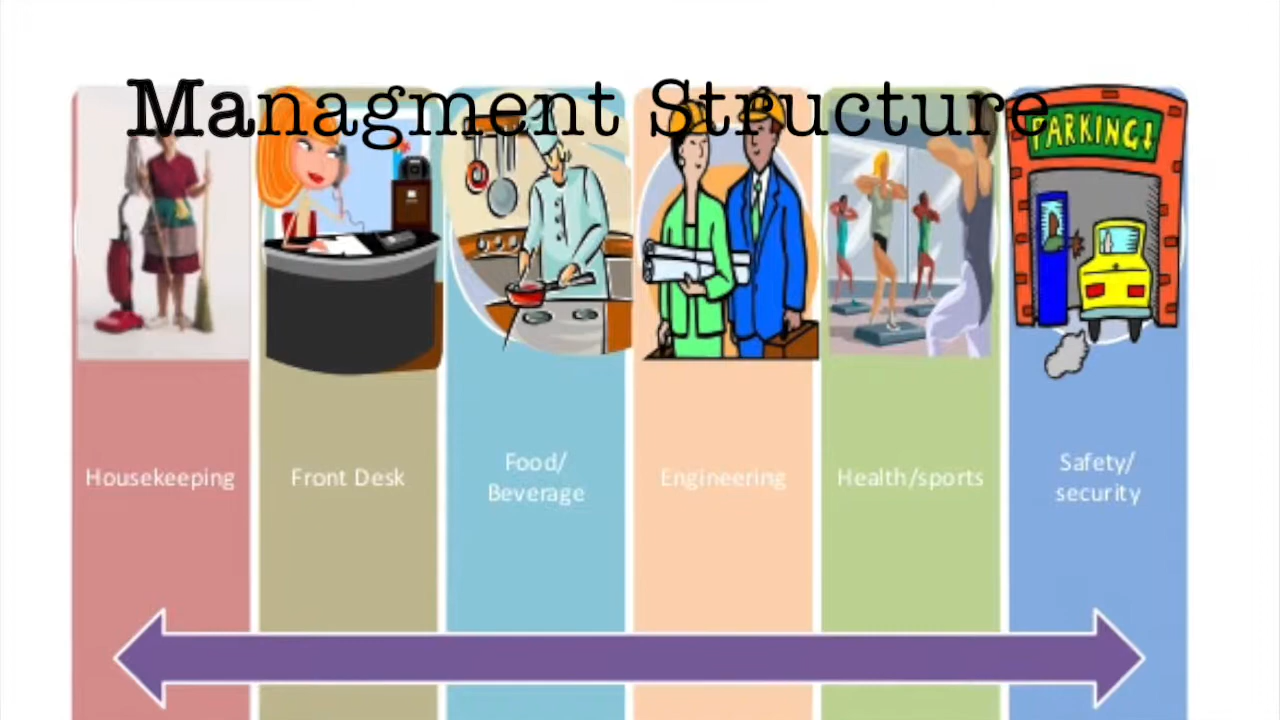 Managment Structure
PARKING!
Housekeeping
Front Desk
Food/
Beverage
Engineering
Health/sports
Safety/
security